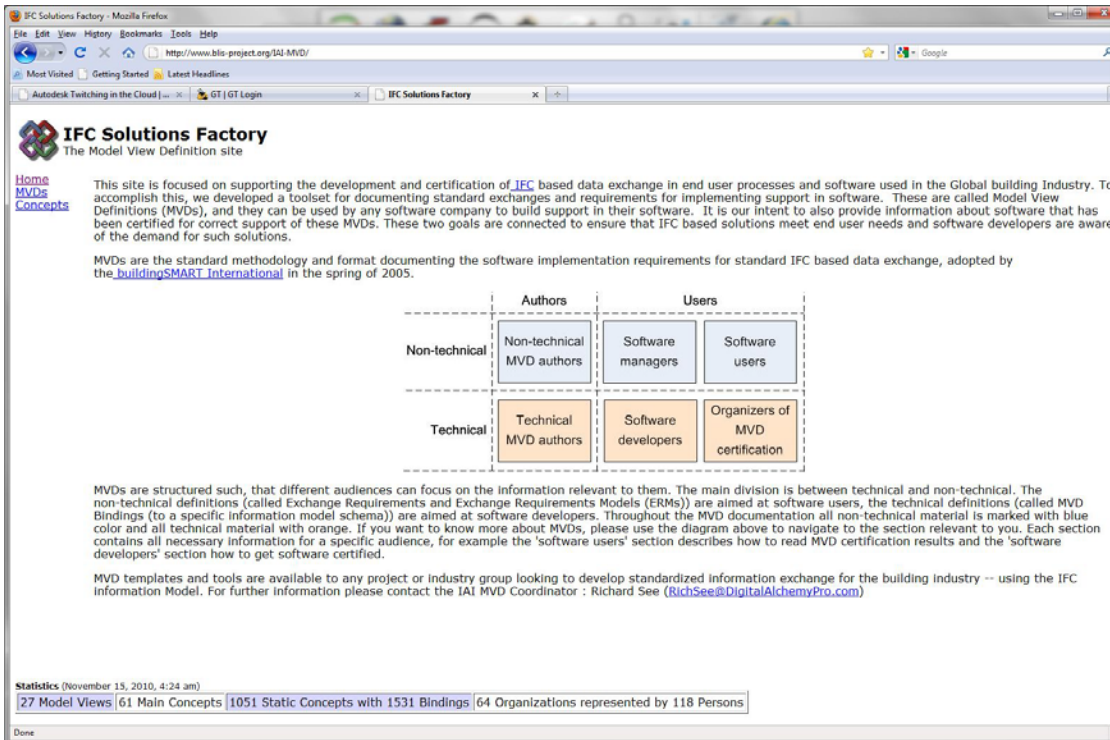 IFC Solutions Factory - Mozilla Firefox
File Edit View History Bookmarks Tools Help
http://www.blis-project.org/IAI-MVD/
Google
Most Visited Getting Started Latest Headlines
Autodesk Twitching in the Cloud | ...
GT | GT Login
IFC Solutions Factory
IFC Solutions Factory
The Model View Definition site
Home
MVDs
Concepts
This site is focused on supporting the development and certification of IFC based data exchange in end user processes and software used in the Global building Industry. To
accomplish this, we developed a toolset for documenting standard exchanges and requirements for implementing support in software. These are called Model View
Definitions (MVDs), and they can be used by any software company to build support in their software. It is our intent to also provide information about software that has
been certified for correct support of these MVDs. These two goals are connected to ensure that IFC based solutions meet end user needs and software developers are aware
of the demand for such solutions.
MVDs are the standard methodology and format documenting the software implementation requirements for standard IFC based data exchange, adopted by
the buildingSMART International in the spring of 2005.
Authors Users
Non-technical
Non-technical
MVD authors
Software
managers
Software
users
Technical
Technical
MVD authors
Software
developers
Organizers of
MVD
certification
MVDs are structured such, that different audiences can focus on the information relevant to them. The main division is between technical and non-technical. The
non-technical definitions (called Exchange Requirements and Exchange Requirements Models (ERMs)) are aimed at software users, the technical definitions (called MVD
Bindings (to a specific information model schema)) are aimed at software developers. Throughout the MVD documentation all non-technical material is marked with blue
color and all technical material with orange. If you want to know more about MVDs, please use the diagram above to navigate to the section relevant to you. Each section
contains all necessary information for a specific audience, for example the 'software users' section describes how to read MVD certification results and the 'software
developers' section how to get software certified.
MVD templates and tools are available to any project or industry group looking to develop standardized information exchange for the building industry -- using the IFC
information Model. For further information please contact the IAI MVD Coordinator : Richard See (RichSee@DigitalAlchemyPro.com)
Statistics (November 15, 2010, 4:24 am)
27 Model Views 61 Main Concepts 1051 Static Concepts with 1531 Bindings 64 Organizations represented by 118 Persons
Done